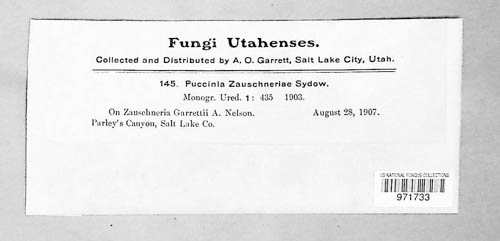 Fungi Utahenses.
Collected and Distributed by A. O. Garrett, Salt Lake City, Utah.
145. Puccinia Zauschneriae Sydow.
Monogr. Ured. 1: 435 1903.
On Zauschneria Garrettii A. Nelson. August 28, 1907.
Parley's Canyon, Salt Lake Co.
US NATIONAL FUNGUS COLLECTIONS
971733